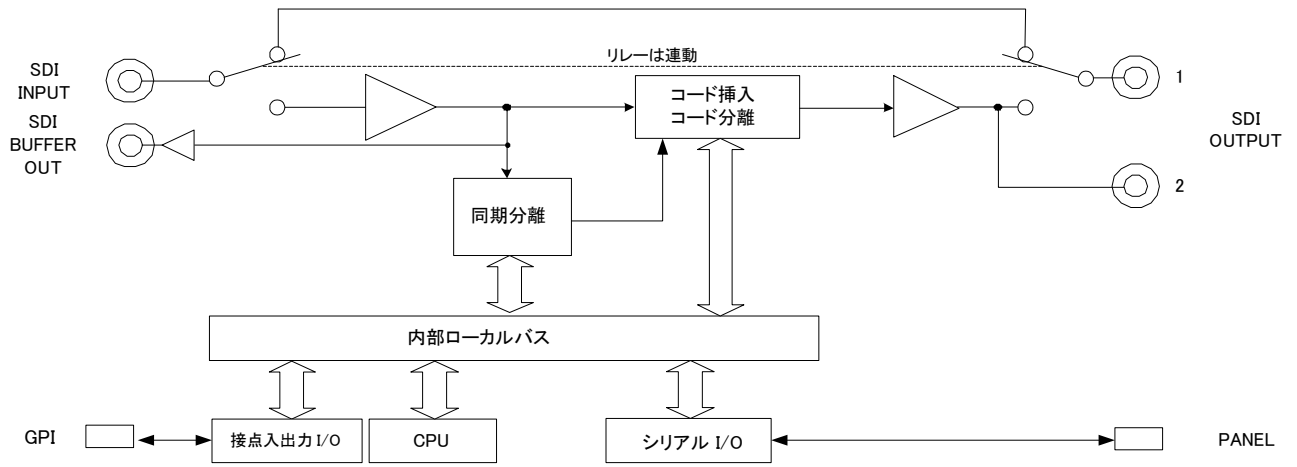 リレーは連動
SDI
INPUT
1
コード挿入
コード分離
SDI
BUFFER
OUT
SDI
OUTPUT
2
同期分離
内部ローカルバス
GPI
接点入出力 I/O
CPU
シリアル I/O
PANEL